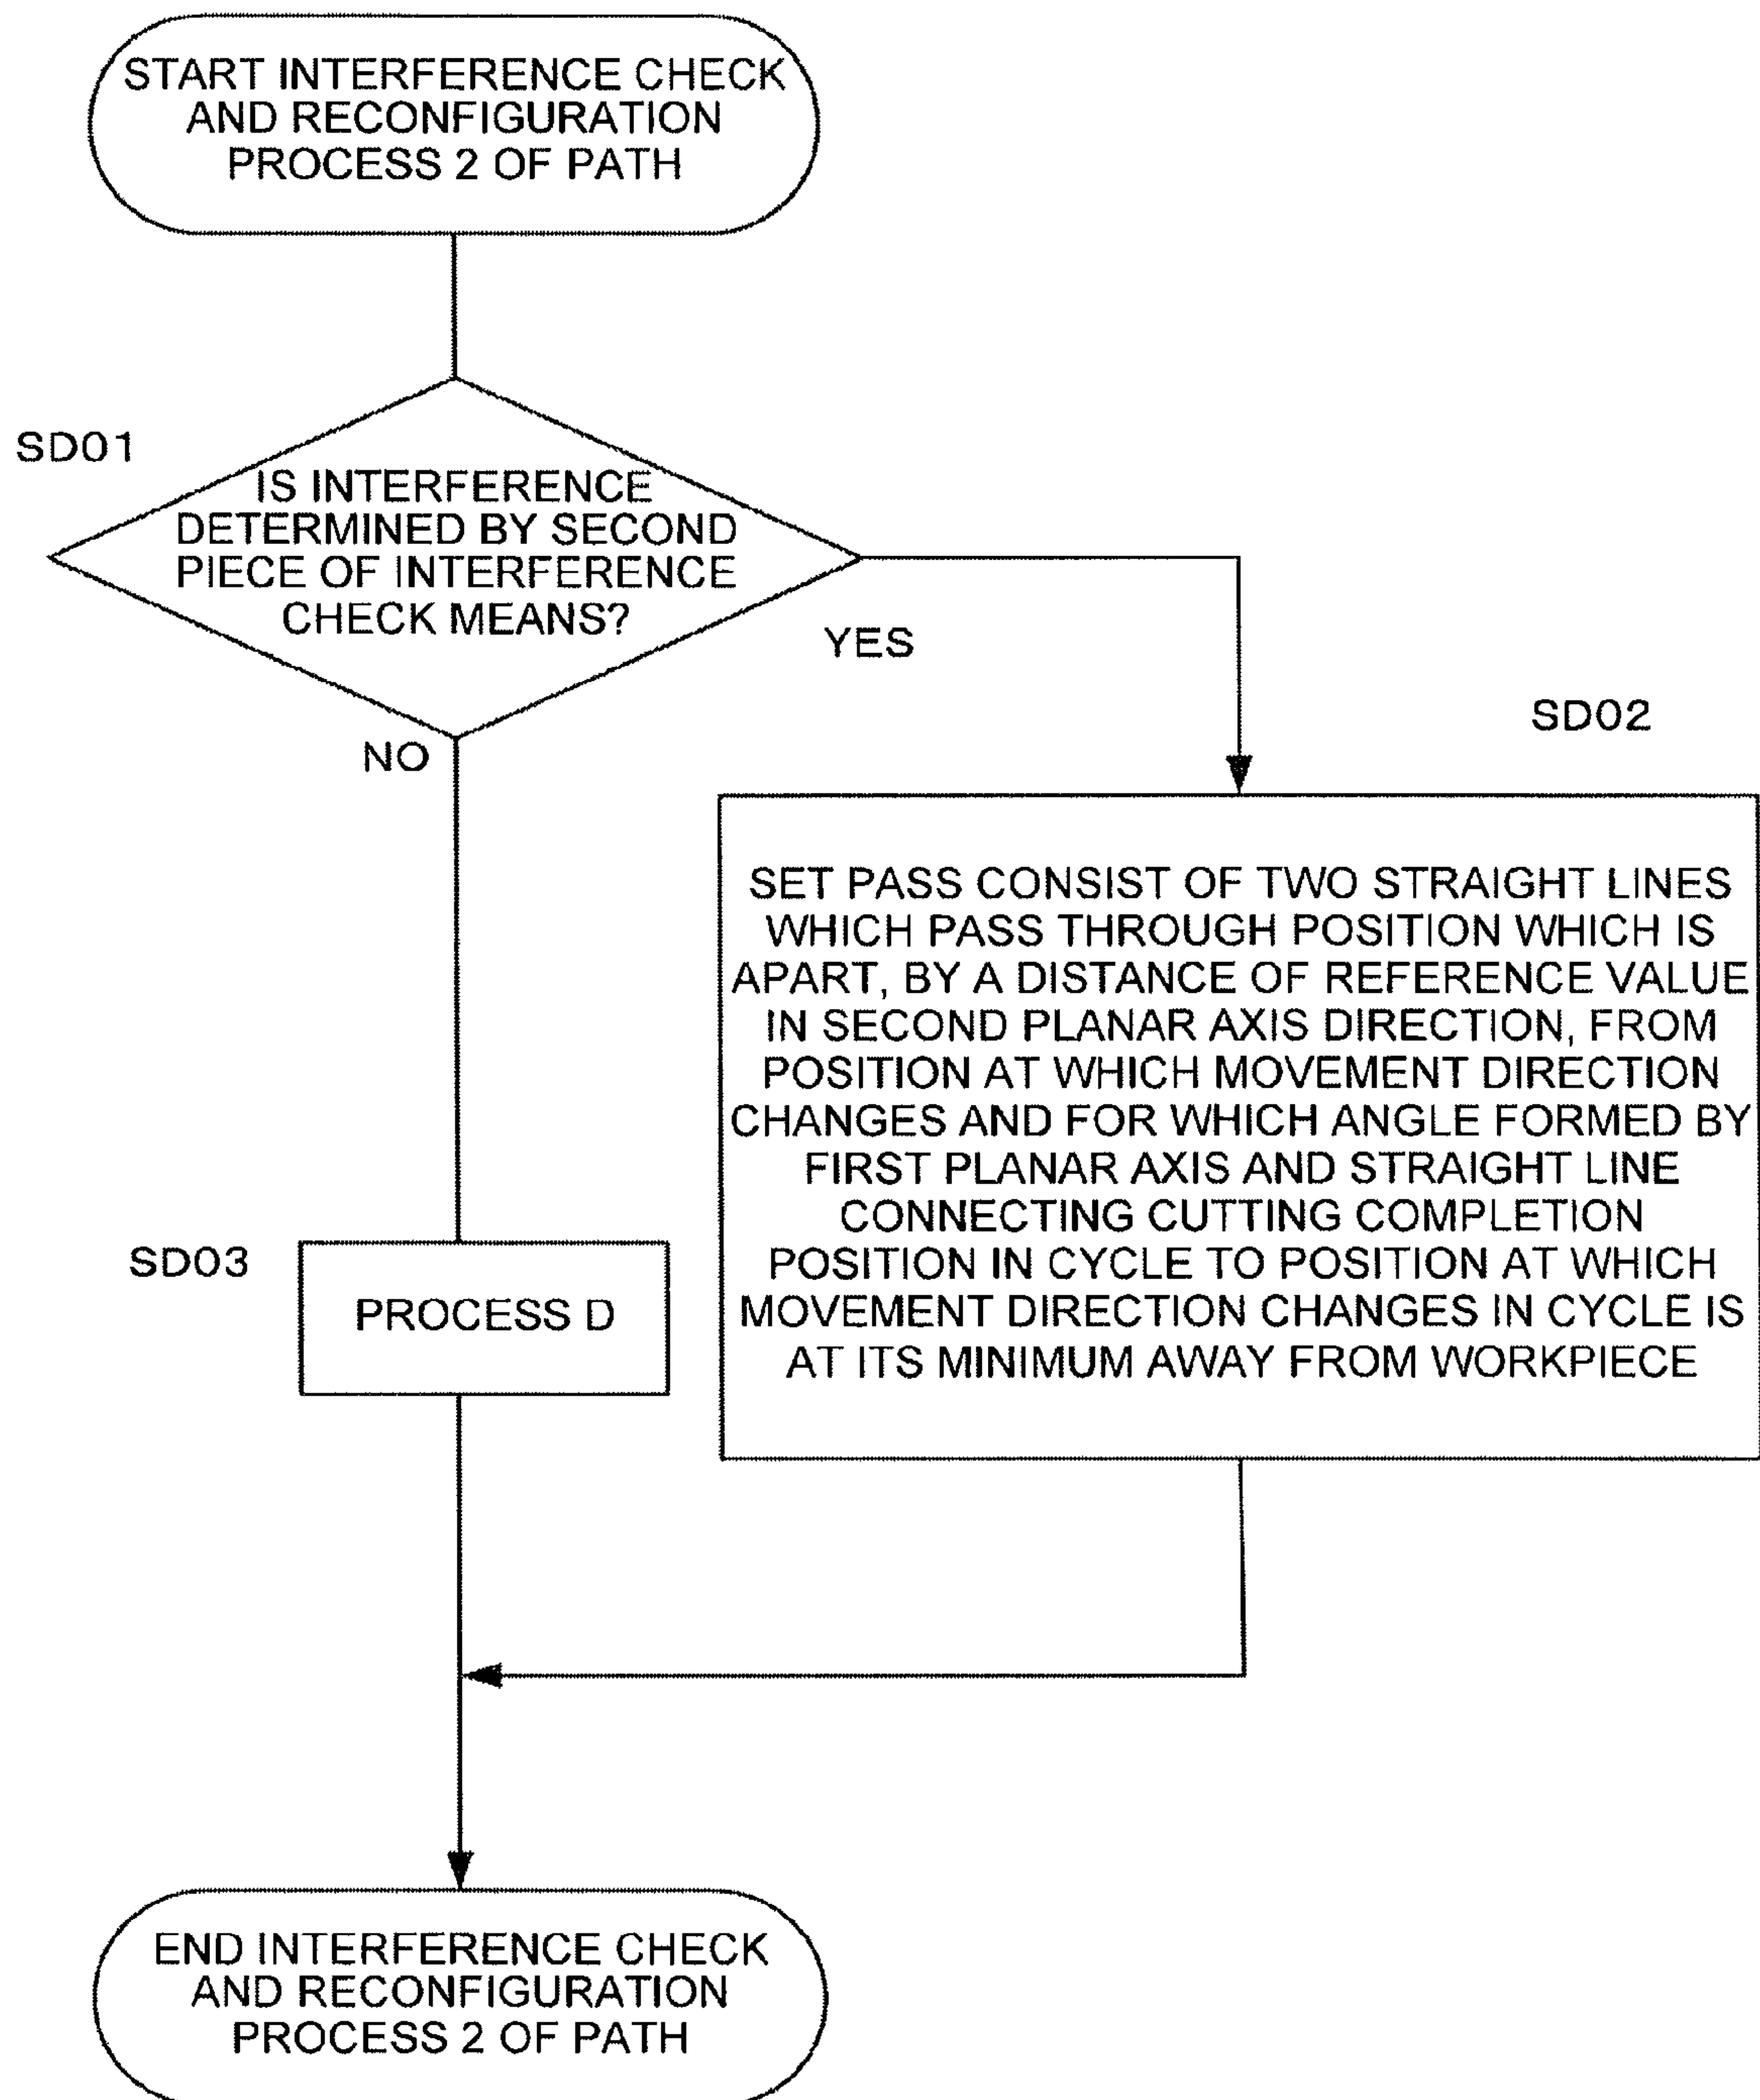 START INTERFERENCE CHECK
AND RECONFIGURATION
PROCESS 2 OF PATH
SD01
IS INTERFERENCE
DETERMINED BY SECOND
PIECE OF INTERFERENCE
CHECK MEANS?
YES
NO
SD02
SET PASS CONSIST OF TWO STRAIGHT LINES
WHICH PASS THROUGH POSITION WHICH IS
APART, BY A DISTANCE OF REFERENCE VALUE
IN SECOND PLANAR AXIS DIRECTION, FROM
POSITION AT WHICH MOVEMENT DIRECTION
CHANGES AND FOR WHICH ANGLE FORMED BY
FIRST PLANAR AXIS AND STRAIGHT LINE
CONNECTING CUTTING COMPLETION
POSITION IN CYCLE TO POSITION AT WHICH
MOVEMENT DIRECTION CHANGES IN CYCLE IS
AT ITS MINIMUM AWAY FROM WORKPIECE
SD03
PROCESS D
END INTERFERENCE CHECK
AND RECONFIGURATION
PROCESS 2 OF PATH